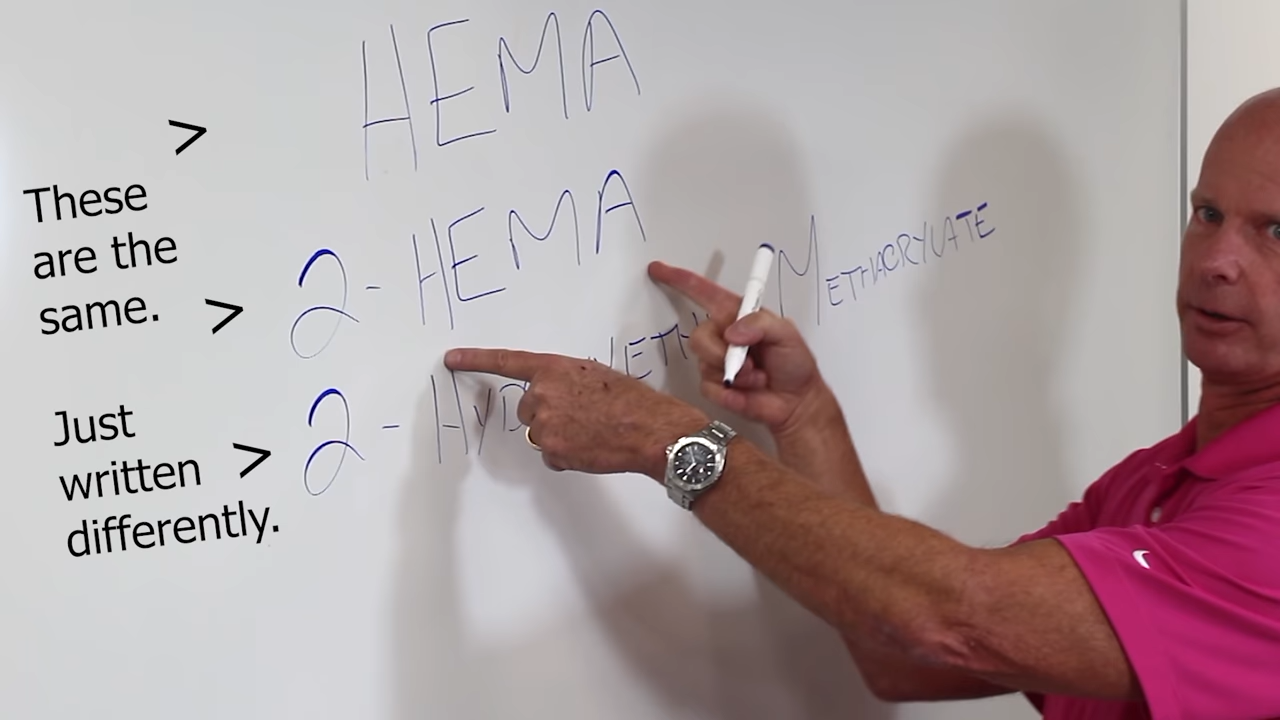 HEMA
>
These
are the
same. >
2-HEMA
Just
written >
differently.
2- METHACRYLATE